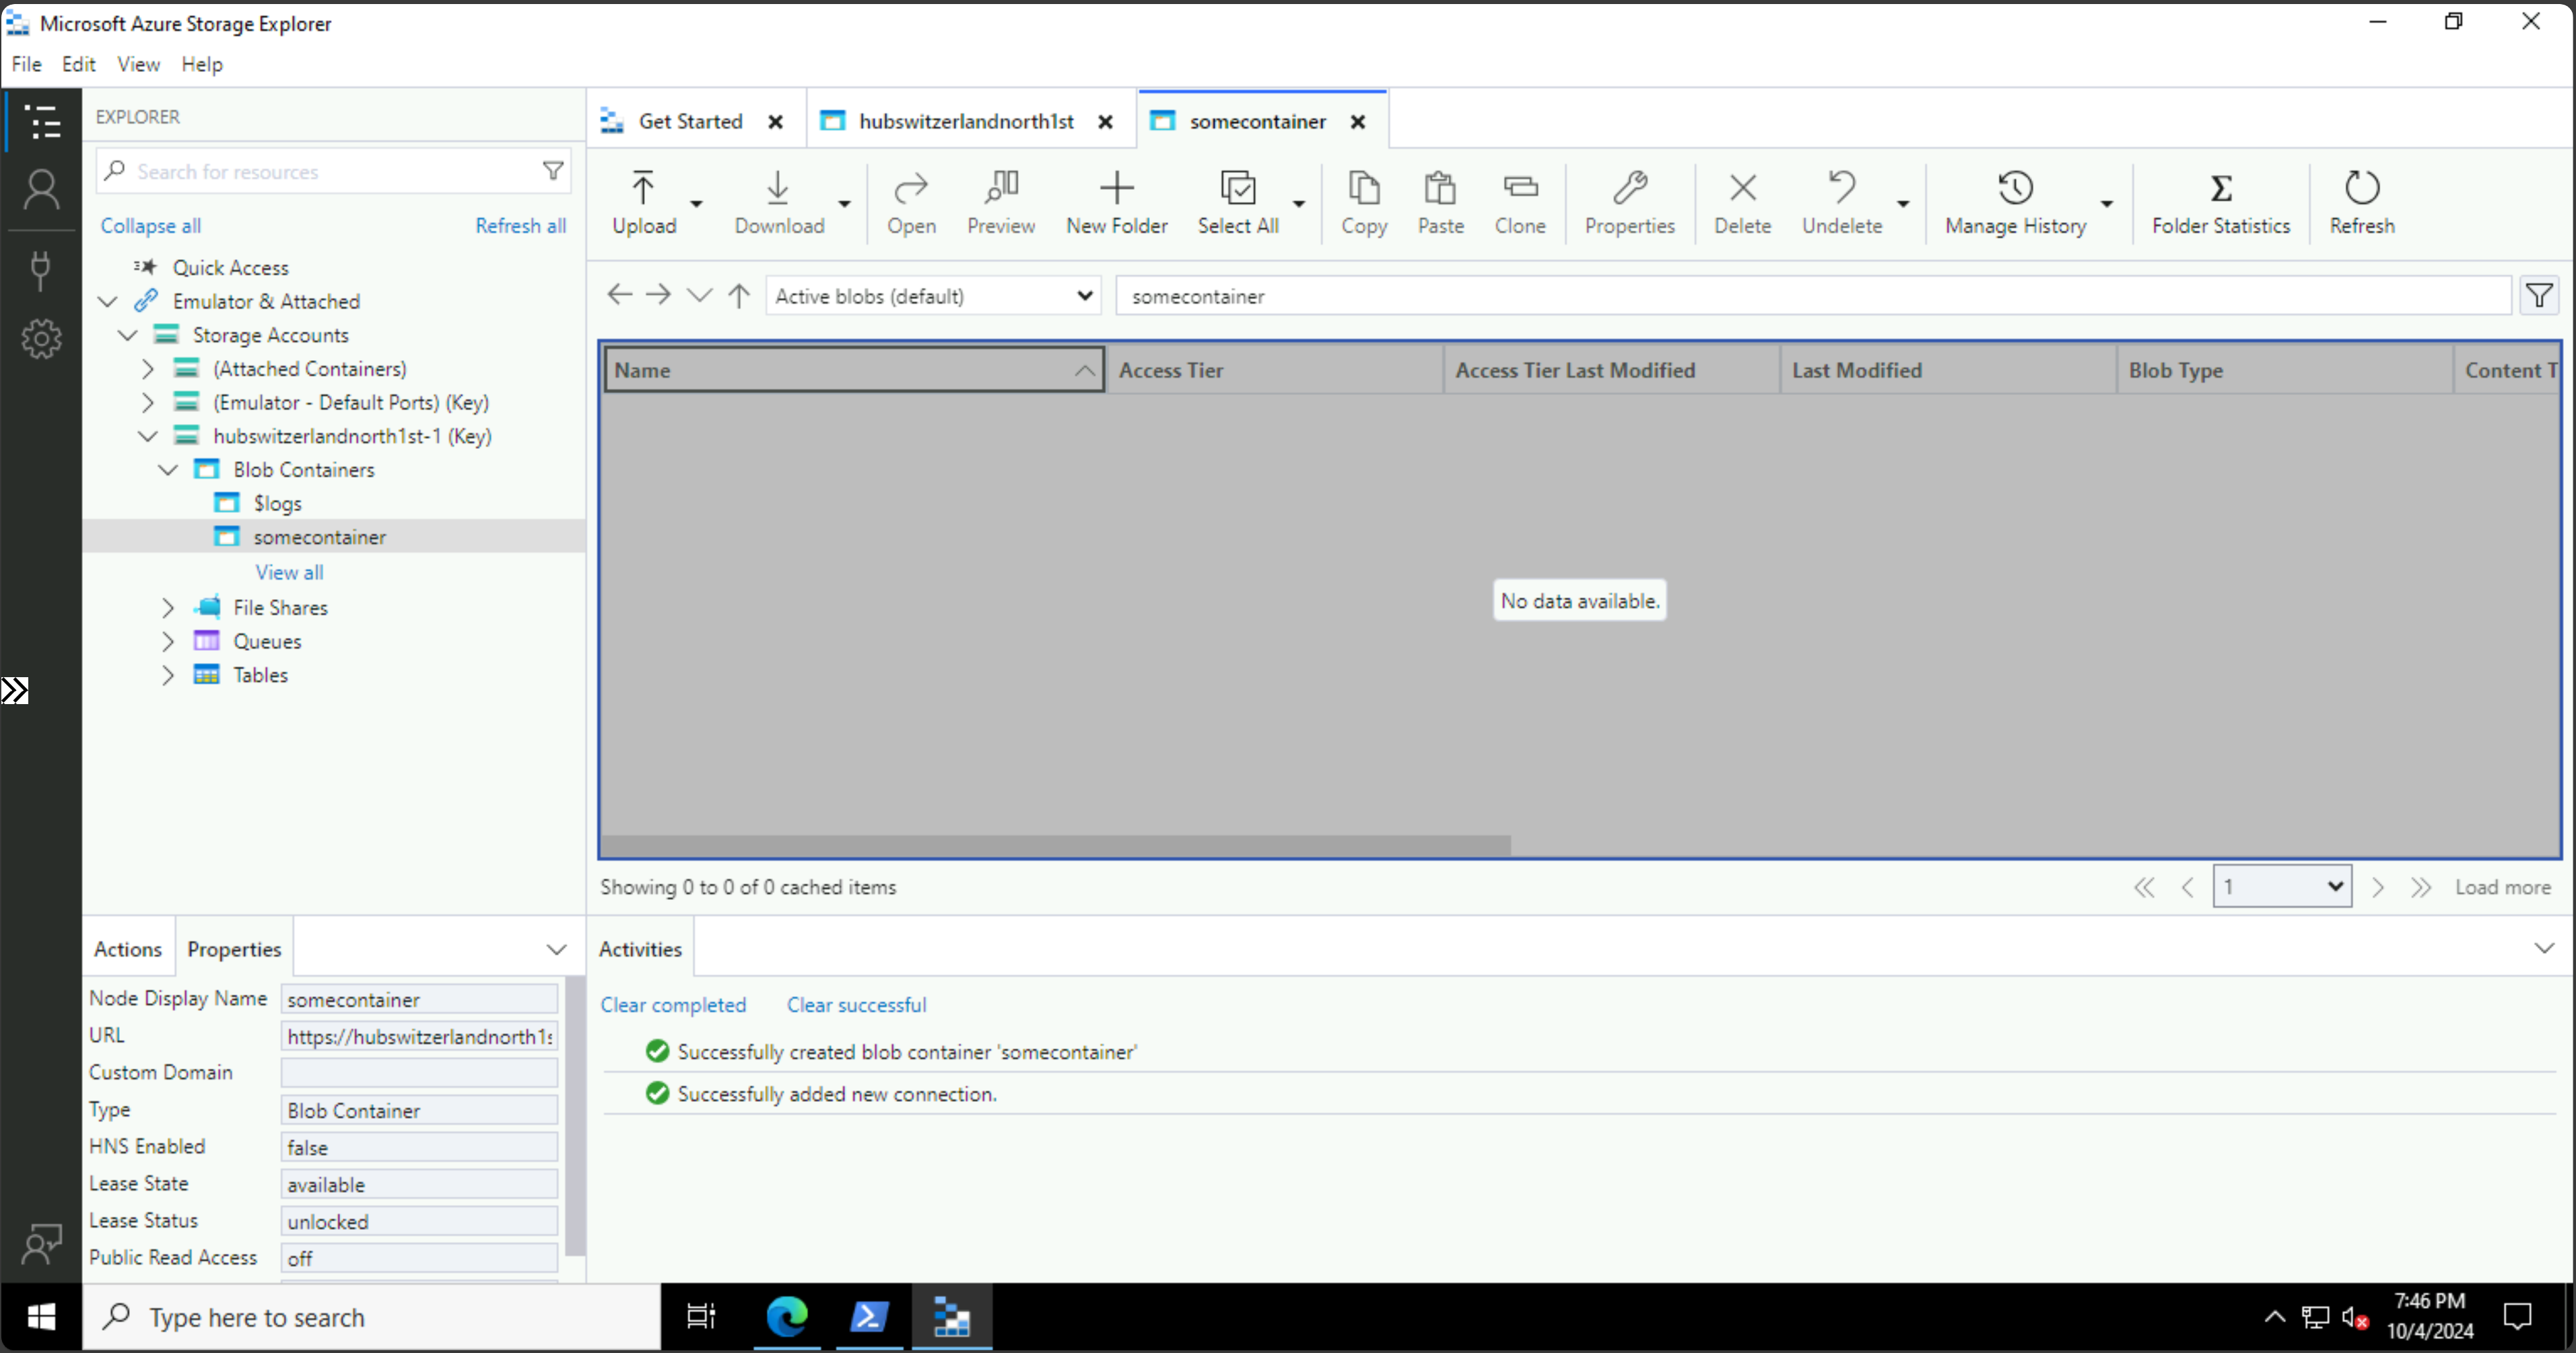 Microsoft Azure Storage Explorer
File Edit View Help
EXPLORER
Search for resources
Collapse all Refresh all
Quick Access
Emulator & Attached
Storage Accounts
(Attached Containers)
(Emulator - Default Ports) (Key)
hubswitzerlandnorth1st-1 (Key)
Blob Containers
$logs
somecontainer
View all
File Shares
Queues
Tables
Get Started hubswitzerlandnorth1st somecontainer
Upload Download Open Preview New Folder Select All Copy Paste Clone Properties Delete Undelete Manage History Folder Statistics Refresh
Active blobs (default) somecontainer
Name Access Tier Access Tier Last Modified Last Modified Blob Type Content T
No data available.
Showing 0 to 0 of 0 cached items 1 Load more
Actions Properties
Node Display Name somecontainer
URL https://hubswitzerlandnorth1s
Custom Domain
Type Blob Container
HNS Enabled false
Lease State available
Lease Status unlocked
Public Read Access off
Activities
Clear completed Clear successful
Successfully created blob container 'somecontainer'
Successfully added new connection.
Type here to search
7:46 PM
10/4/2024